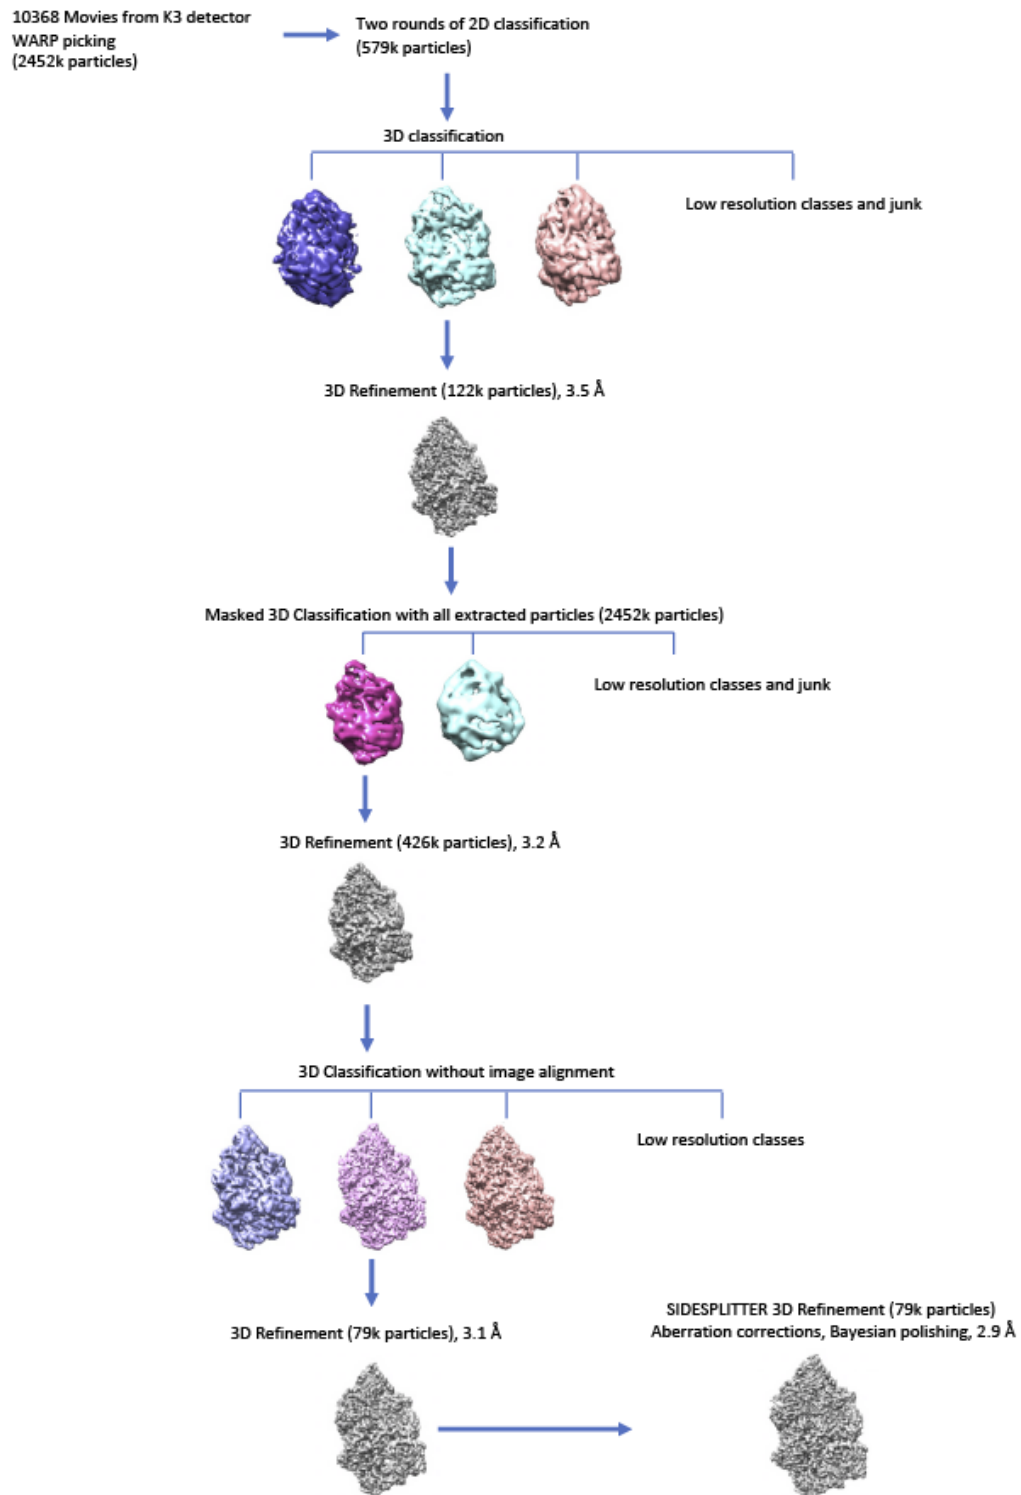 10368 Movies from K3 detector
WARP picking
(2452k particles)
Two rounds of 2D classification
(579k particles)
3D classification
Low resolution classes and junk
3D Refinement (122k particles), 3.5 Å
Masked 3D Classification with all extracted particles (2452k particles)
Low resolution classes and junk
3D Refinement (426k particles), 3.2 Å
3D Classification without image alignment
Low resolution classes
3D Refinement (79k particles), 3.1 Å
SIDESPLITTER 3D Refinement (79k particles)
Aberration corrections, Bayesian polishing, 2.9 Å